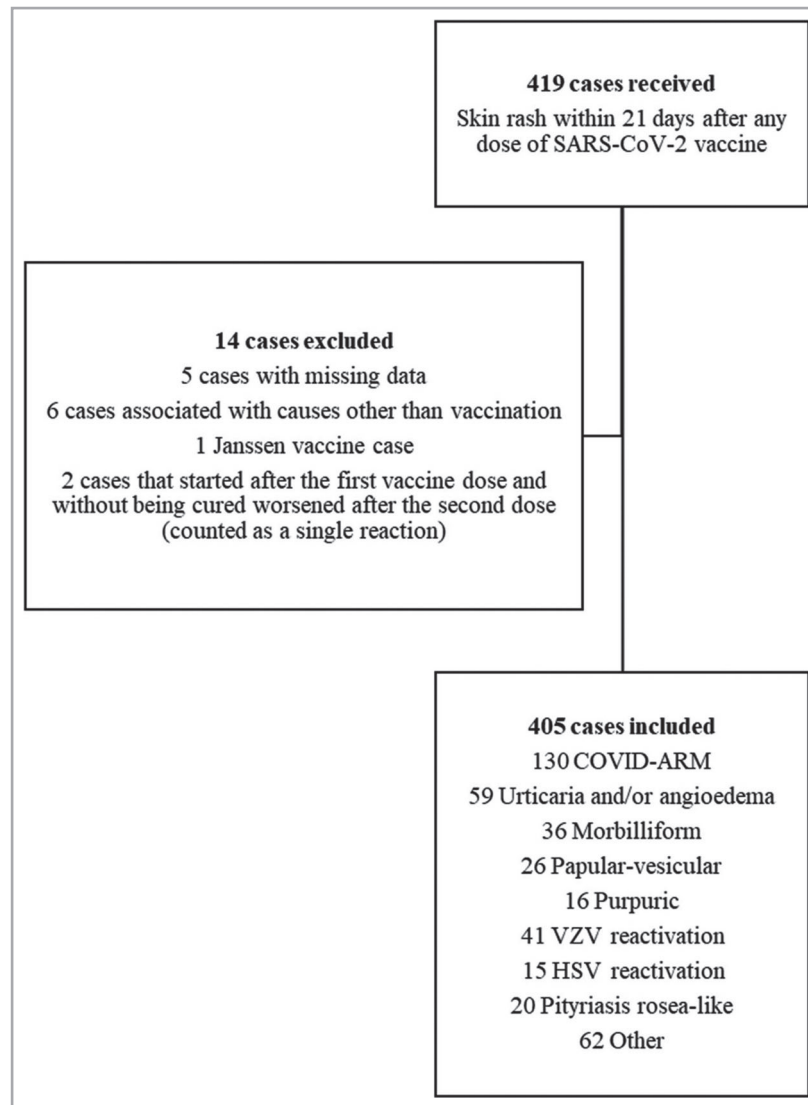 419 cases received
Skin rash within 21 days after any
dose of SARS-CoV-2 vaccine
14 cases excluded
5 cases with missing data
6 cases associated with causes other than vaccination
1 Janssen vaccine case
2 cases that started after the first vaccine dose and
without being cured worsened after the second dose
(counted as a single reaction)
405 cases included
130 COVID-ARM
59 Urticaria and/or angioedema
36 Morbilliform
26 Papular-vesicular
16 Purpuric
41 VZV reactivation
15 HSV reactivation
20 Pityriasis rosea-like
62 Other